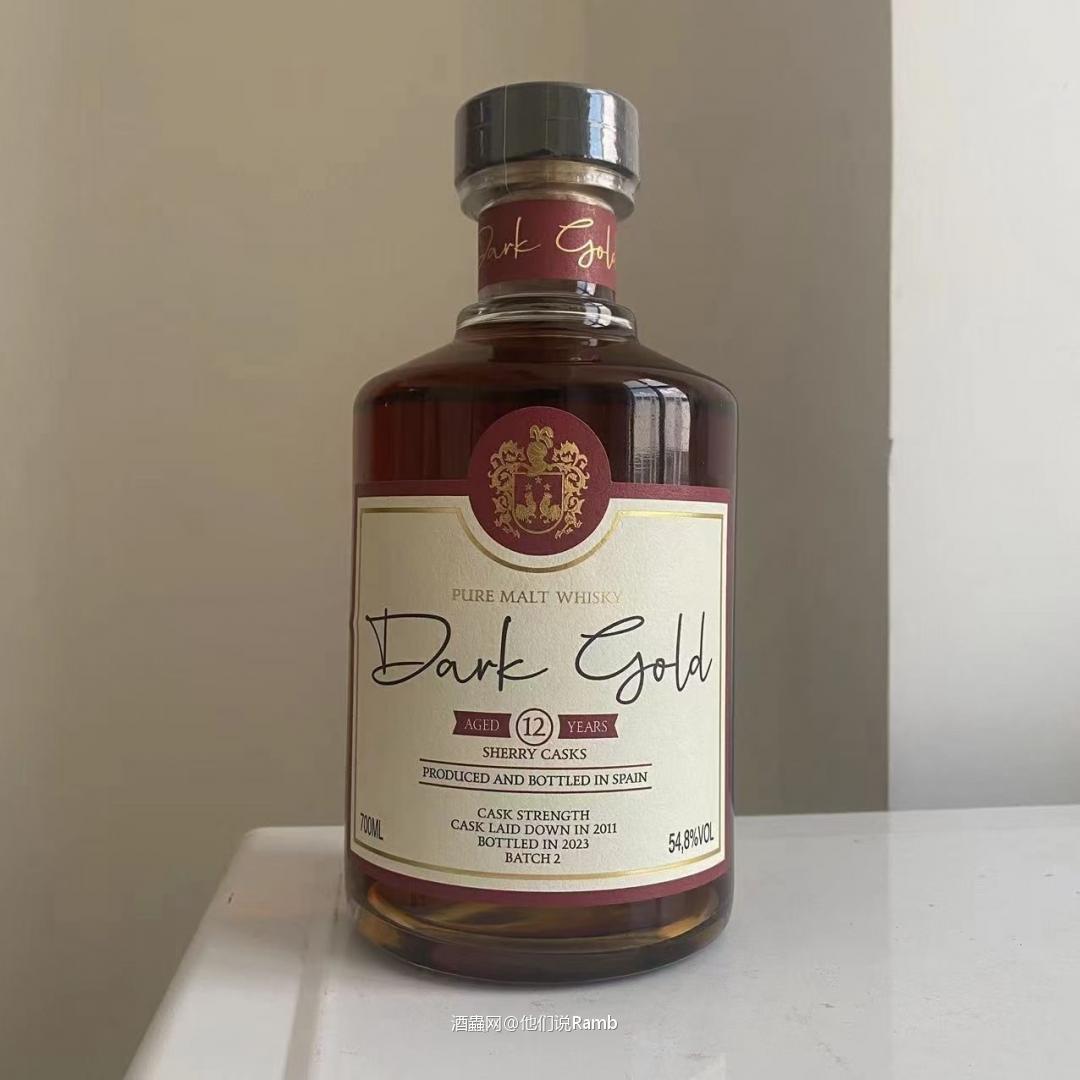 Dark Gold
PURE MALT WHISKY
Dark Gold
AGED 12 YEARS
SHERRY CASKS
PRODUCED AND BOTTLED IN SPAIN
CASK STRENGTH
CASK LAID DOWN IN 2011
BOTTLED IN 2023
BATCH 2
700ML
54,8%VOL
酒蟲网@他们说Ramb